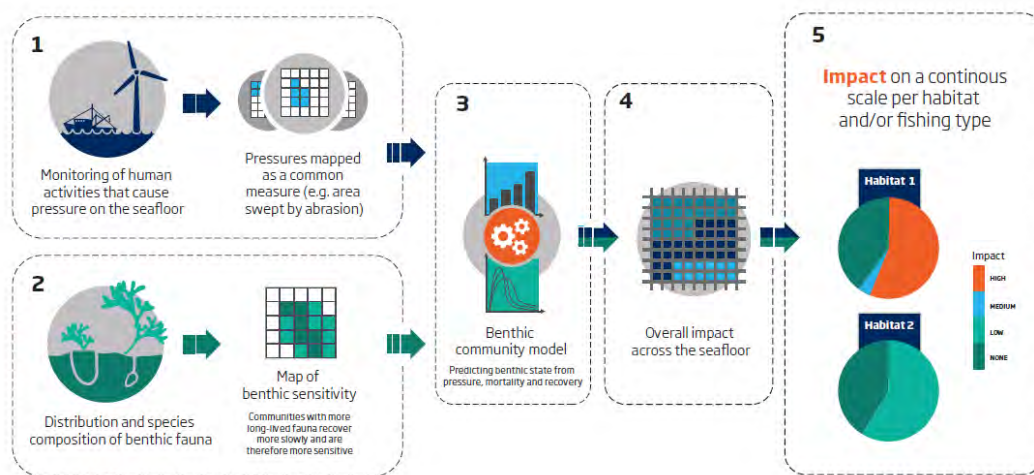 1
Monitoring of human
activities that cause
pressure on the seafloor
Pressures mapped
as a common
measure (e.g. area
swept by abrasion)
2
Distribution and species
composition of benthic fauna
Map of
benthic sensitivity
Communities with more
long-lived fauna recover
more slowly and are
therefore more sensitive
3
Benthic
community model
Predicting benthic state from
pressure, mortality and recovery
4
Overall impact
across the seafloor
5
Impact on a continous
scale per habitat
and/or fishing type
Habitat 1
Habitat 2
Impact
HIGH
MEDIUM
LOW
NONE